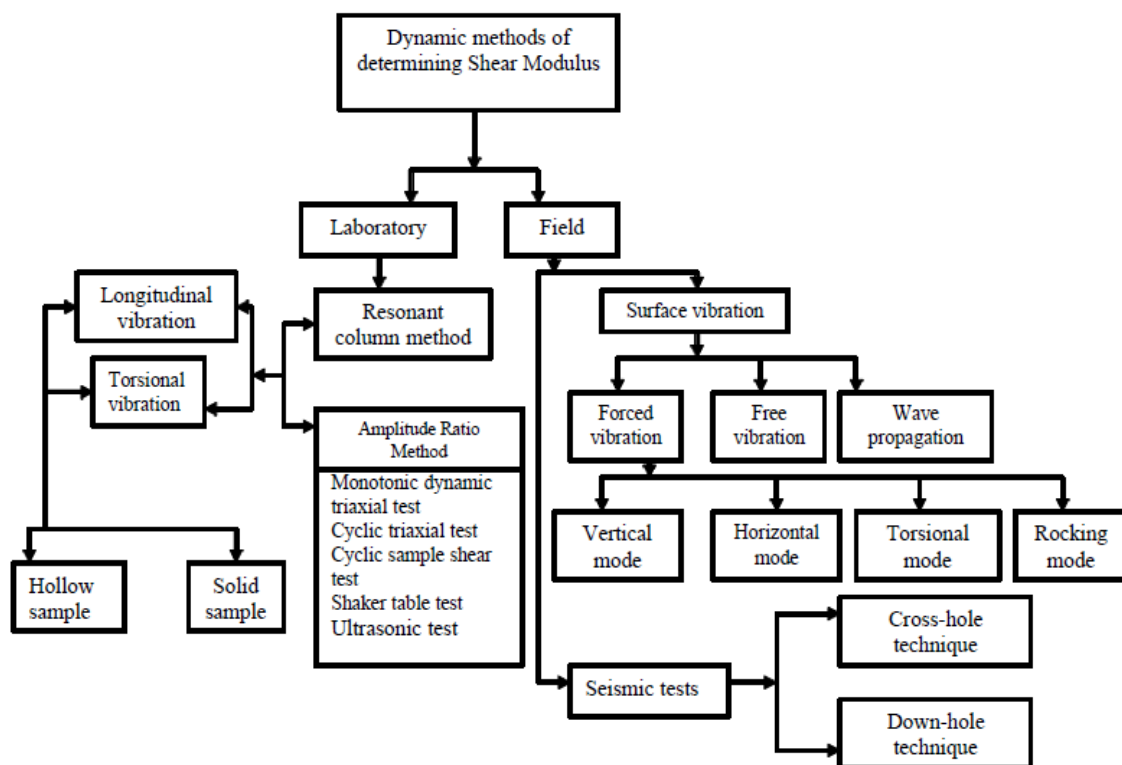 Dynamic methods of
determining Shear Modulus
Laboratory
Field
Longitudinal
vibration
Resonant
column method
Surface vibration
Torsional
vibration
Forced
vibration
Free
vibration
Wave
propagation
Amplitude Ratio
Method
Monotonic dynamic
triaxial test
Cyclic triaxial test
Cyclic sample shear
test
Shaker table test
Ultrasonic test
Vertical
mode
Horizontal
mode
Torsional
mode
Rocking
mode
Hollow
sample
Solid
sample
Cross-hole
technique
Seismic tests
Down-hole
technique